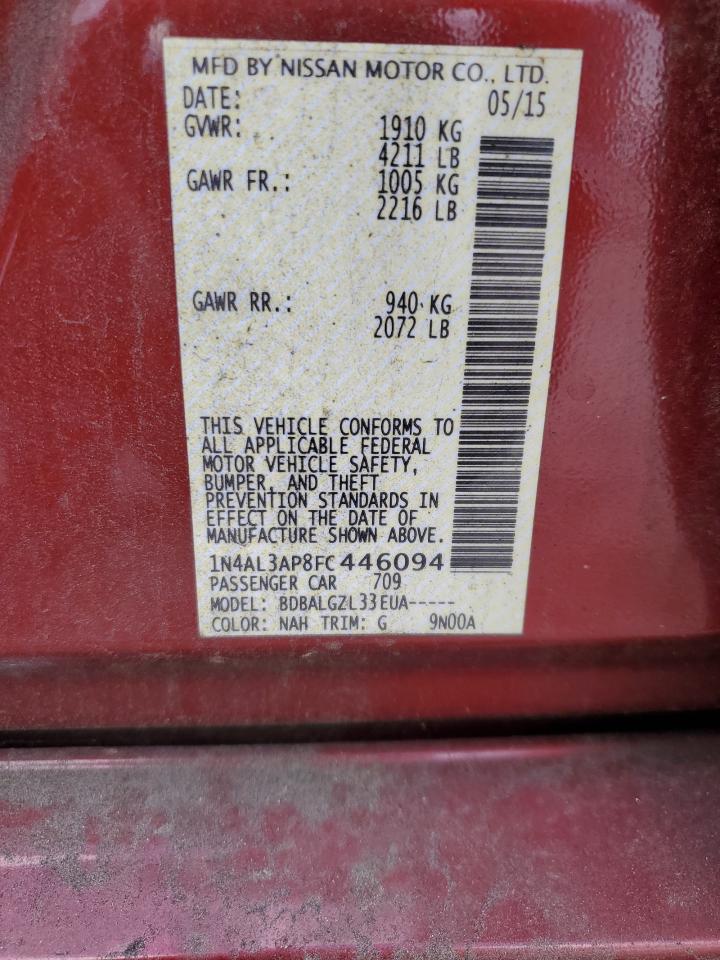 MFD BY NISSAN MOTOR CO., LTD.
DATE: 05/15
GVWR: 1910 KG
4211 LB
GAWR FR.: 1005 KG
2216 LB
GAWR RR.: 940 KG
2072 LB
THIS VEHICLE CONFORMS TO
ALL APPLICABLE FEDERAL
MOTOR VEHICLE SAFETY,
BUMPER, AND THEFT
PREVENTION STANDARDS IN
EFFECT ON THE DATE OF
MANUFACTURE SHOWN ABOVE.
1N4AL3AP8FC446094
PASSENGER CAR 709
MODEL: BDBALGZL33EUA-----
COLOR: NAH TRIM: G 9N00A